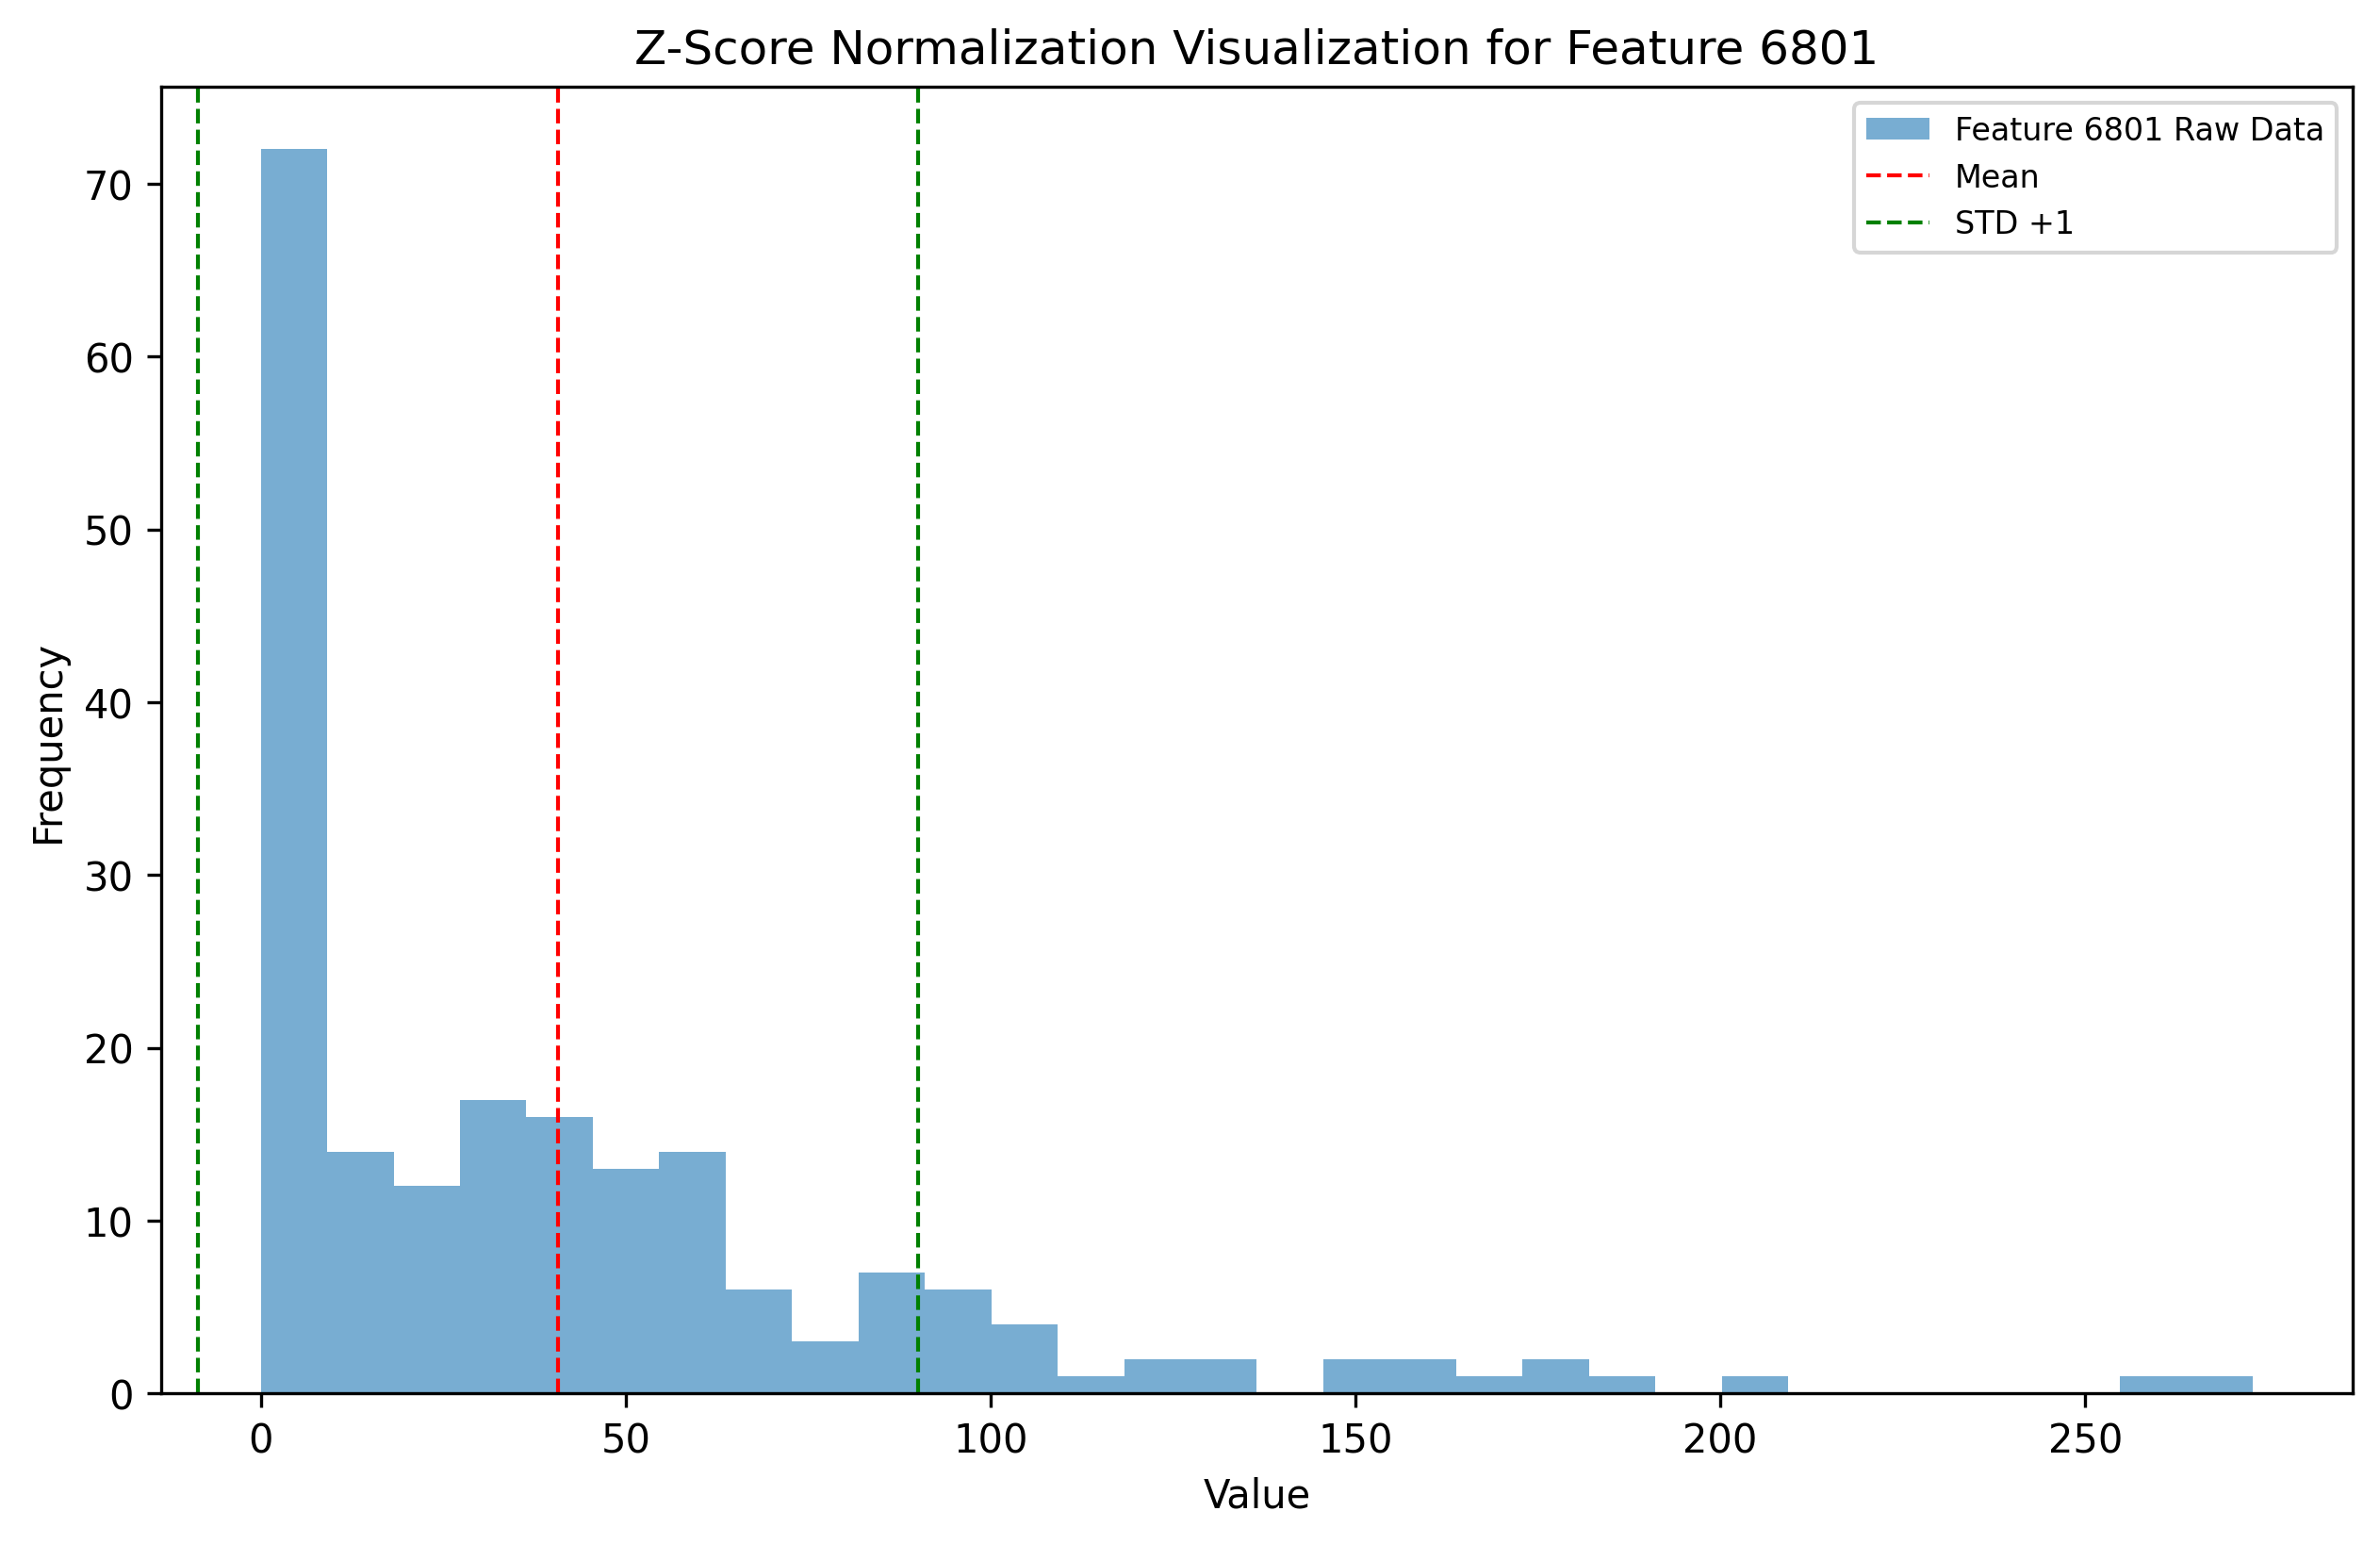 Z-Score Normalization Visualization for Feature 6801
Feature 6801 Raw Data
Mean
STD +1
Frequency
70
60
50
40
30
20
10
0
0 50 100 150 200 250
Value